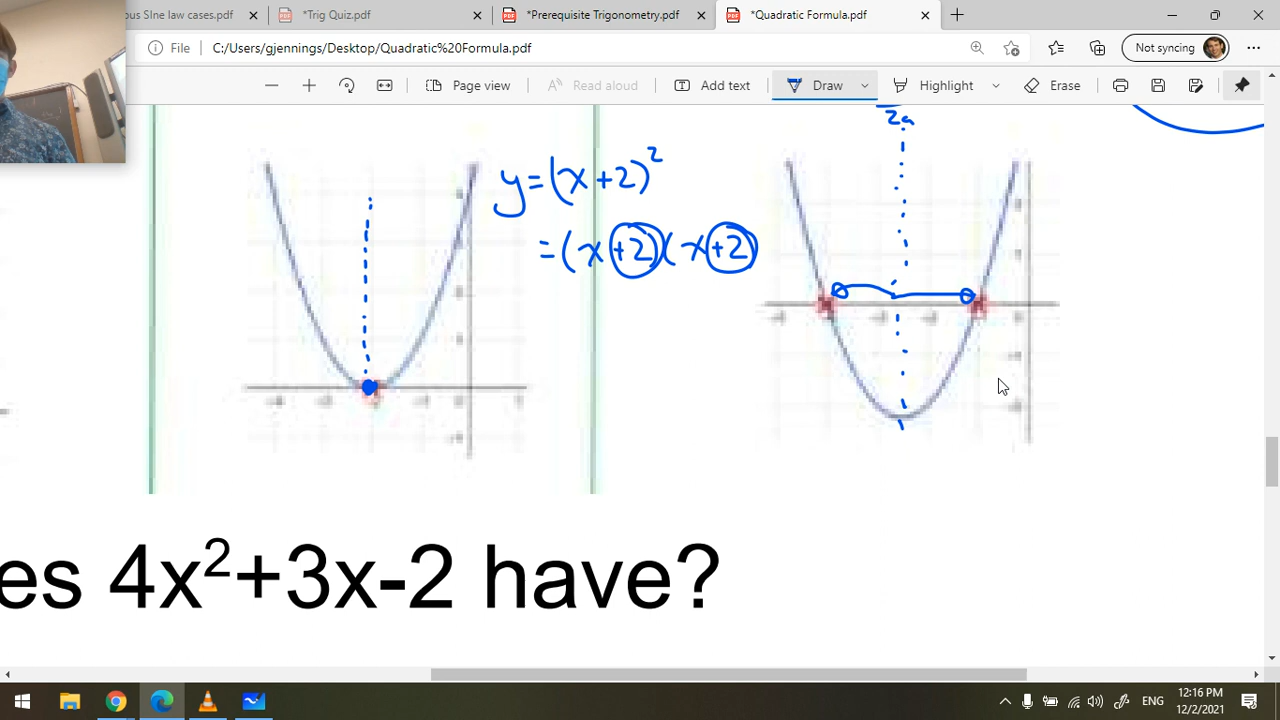 ous SIne law cases.pdf
*Trig Quiz.pdf
*Prerequisite Trigonometry.pdf
*Quadratic Formula.pdf
File
C:/Users/gjennings/Desktop/Quadratic%20Formula.pdf
Not syncing
Page view
Read aloud
Add text
Draw
Highlight
Erase
2a
y=(x+2)²
=(x+2)(x+2)
es 4x²+3x-2 have?
ENG
12:16 PM
12/2/2021